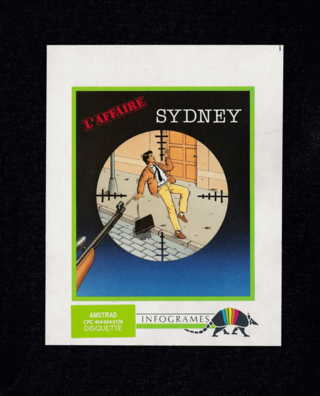 L'AFFAIRE
SYDNEY
AMSTRAD
CPC 464-664-6128
DISQUETTE
INFOGRAMES